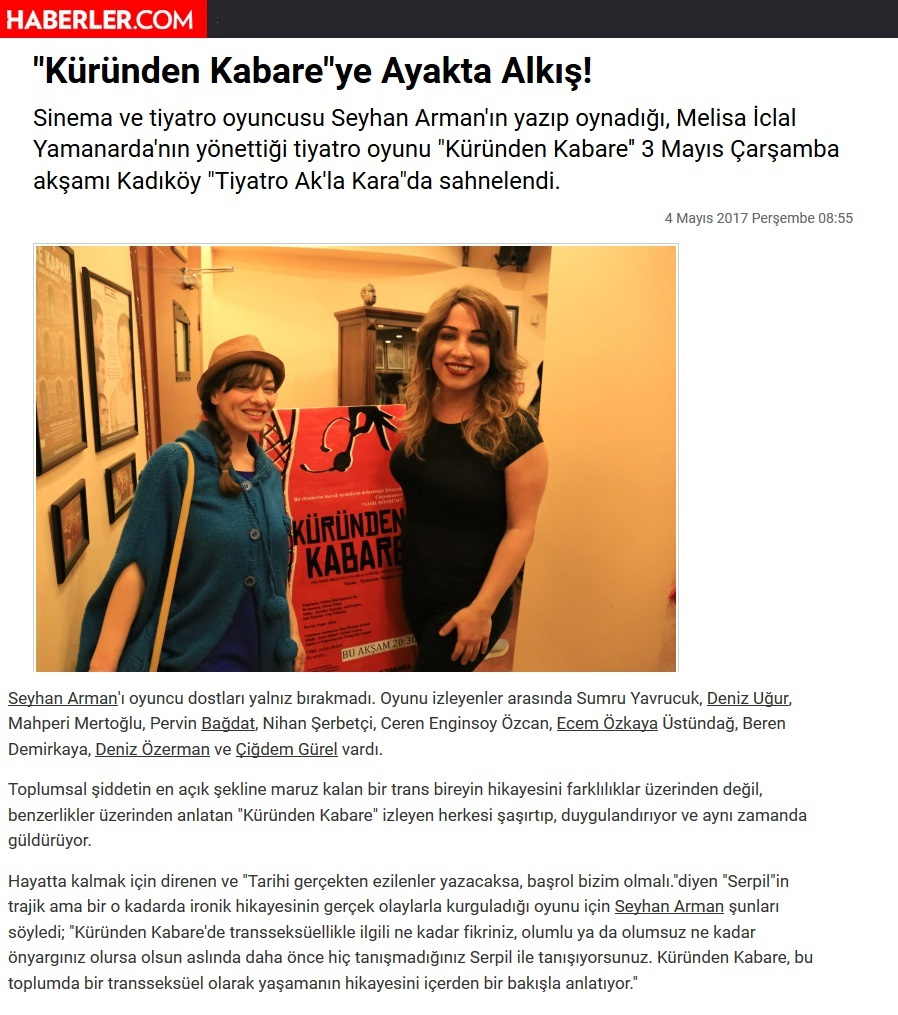 HABERLER.COM
"Küründen Kabare"ye Ayakta Alkış!
Sinema ve tiyatro oyuncusu Seyhan Arman'ın yazıp oynadığı, Melisa İclal
Yamanarda'nın yönettiği tiyatro oyunu "Küründen Kabare" 3 Mayıs Çarşamba
akşamı Kadıköy "Tiyatro Ak'la Kara"da sahnelendi.
4 Mayıs 2017 Perşembe 08:55
KÜRÜNDEN
KABARE
BU AKŞAM 20:30
Seyhan Arman'ı oyuncu dostları yalnız bırakmadı. Oyunu izleyenler arasında Sumru Yavrucuk, Deniz Uğur,
Mahperi Mertoğlu, Pervin Bağdat, Nihan Şerbetçi, Ceren Enginsoy Özcan, Ecem Özkaya Üstündağ, Beren
Demirkaya, Deniz Özerman ve Çiğdem Gürel vardı.
Toplumsal şiddetin en açık şekline maruz kalan bir trans bireyin hikayesini farklılıklar üzerinden değil,
benzerlikler üzerinden anlatan "Küründen Kabare" izleyen herkesi şaşırtıp, duygulandırıyor ve aynı zamanda
güldürüyor.
Hayatta kalmak için direnen ve "Tarihi gerçekten ezilenler yazacaksa, başrol bizim olmalı."diyen "Serpil"in
trajik ama bir o kadarda ironik hikayesinin gerçek olaylarla kurguladığı oyunu için Seyhan Arman şunları
söyledi; "Küründen Kabare'de transseksüellikle ilgili ne kadar fikriniz, olumlu ya da olumsuz ne kadar
önyargınız olursa olsun aslında daha önce hiç tanışmadığınız Serpil ile tanışıyorsunuz. Küründen Kabare, bu
toplumda bir transseksüel olarak yaşamanın hikayesini içerden bir bakışla anlatıyor."